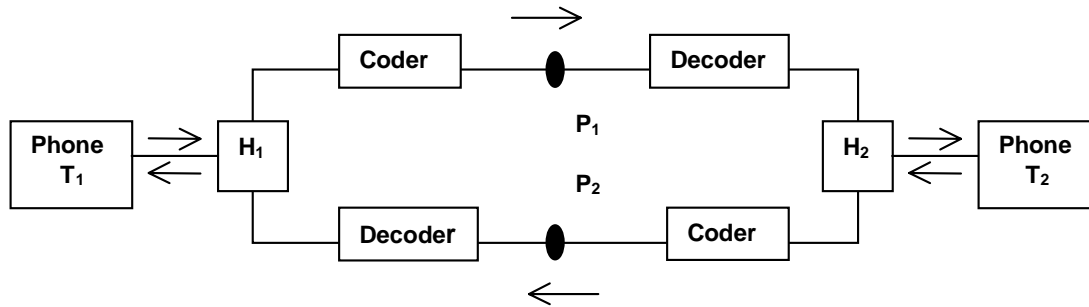 Coder
Decoder
Phone
T₁
H₁
P₁
H₂
Phone
T₂
P₂
Decoder
Coder